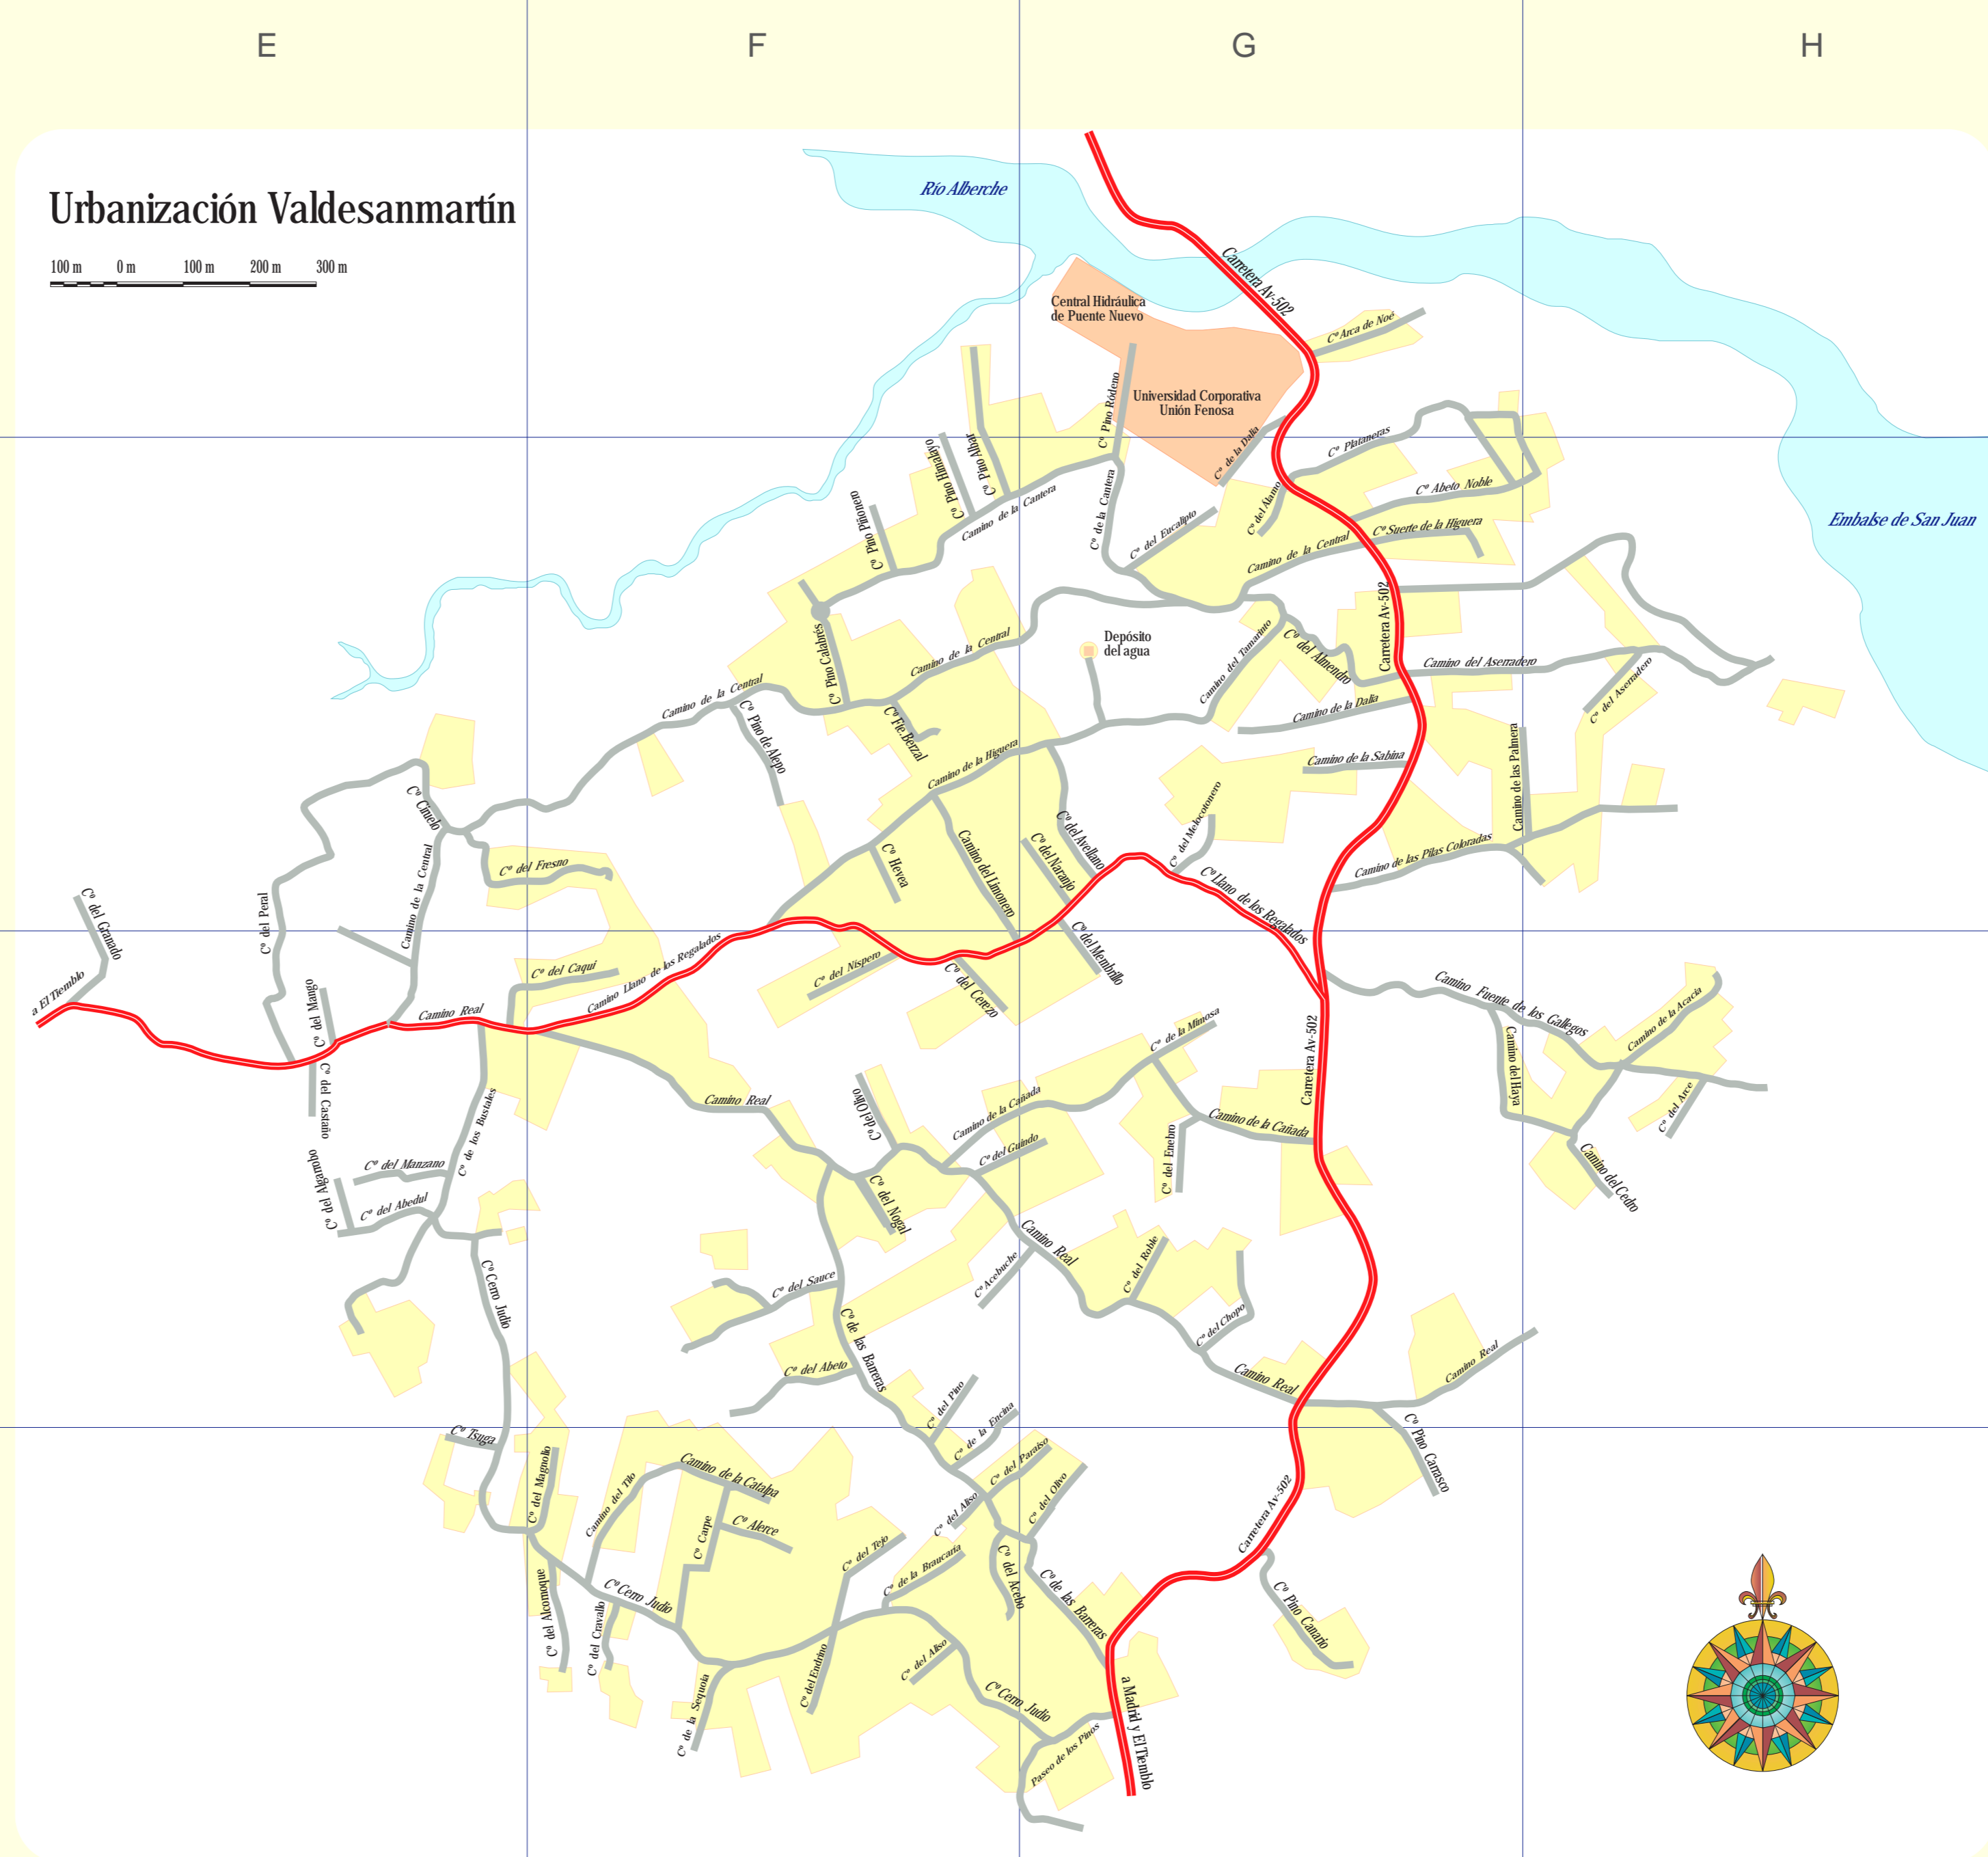 E
F
G
H
Urbanización Valdesanmartín
100 m 0 m 100 m 200 m 300 m
Río Alberche
Carretera Av-502
Central Hidráulica
de Puente Nuevo
Cº Arca de Noé
Universidad Corporativa
Unión Fenosa
Cº Pino Ródeno
Cº de la Dalia
Cº Plataneras
Cº Pino Albar
Cº Pino Himalayo
Cº Pino Pinonero
Camino de la Cantera
Cº de la Cantera
Cº del Eucalipto
Cº del Álamo
Cº Abeto Noble
Cº Suerte de la Higuera
Camino de la Central
Embalse de San Juan
Carretera Av-502
Depósito
del agua
Camino del Tamarinto
Cº del Almendro
Camino del Aserradero
Cº del Aserradero
Camino de la Dalia
Cº Pino Calabrés
Camino de la Central
Camino de la Central
Cº Pino de Alepo
Cº Fte. Berzal
Camino de la Higuera
Camino de la Sabina
Camino de las Palmera
Cº del Melocotonero
Camino de las Pilas Coloradas
Cº Ciruelo
Camino de la Central
Cº del Fresno
Cº Hevea
Camino del Limonero
Cº del Naranjo
Cº del Avellano
Cº Llano de los Regalados
Cº del Granado
Cº del Peral
a El Tiemblo
Cº del Mango
Camino Real
Cº del Caquí
Camino Llano de los Regalados
Cº del Níspero
Cº del Cerezo
Cº del Membrillo
Camino Fuente de los Gallegos
Camino de la Acacia
Camino del Haya
Cº del Arce
Camino del Cedro
Cº del Castaño
Cº de los Bustales
Camino Real
Cº del Olivo
Camino de la Cañada
Cº de la Mimosa
Carretera Av-502
Camino de la Cañada
Cº del Enebro
Cº del Guindo
Cº del Manzano
Cº del Algarrobo
Cº del Abedul
Cº del Nogal
Camino Real
Cº Acebuche
Cº del Roble
Cº del Chopo
Cº Cerro Judio
Cº del Sauce
Cº de las Barreras
Cº del Abeto
Camino Real
Camino Real
Cº Pino Carrasco
Cº del Pino
Cº de la Encina
Cº Tsuga
Cº del Magnolio
Camino del Tilo
Camino de la Catalpa
Cº Carpe
Cº Alerce
Cº del Paraiso
Cº del Aliso
Cº del Olivo
Carretera Av-502
Cº del Tejo
Cº de la Braucaria
Cº del Acebo
Cº de las Barreras
Cº Pino Canario
Cº del Alcornoque
Cº del Cravallo
Cº Cerro Judio
Cº de la Sequoia
Cº del Endrino
Cº del Aliso
Cº Cerro Judio
Paseo de los Pinos
a Madrid y El Tiemblo